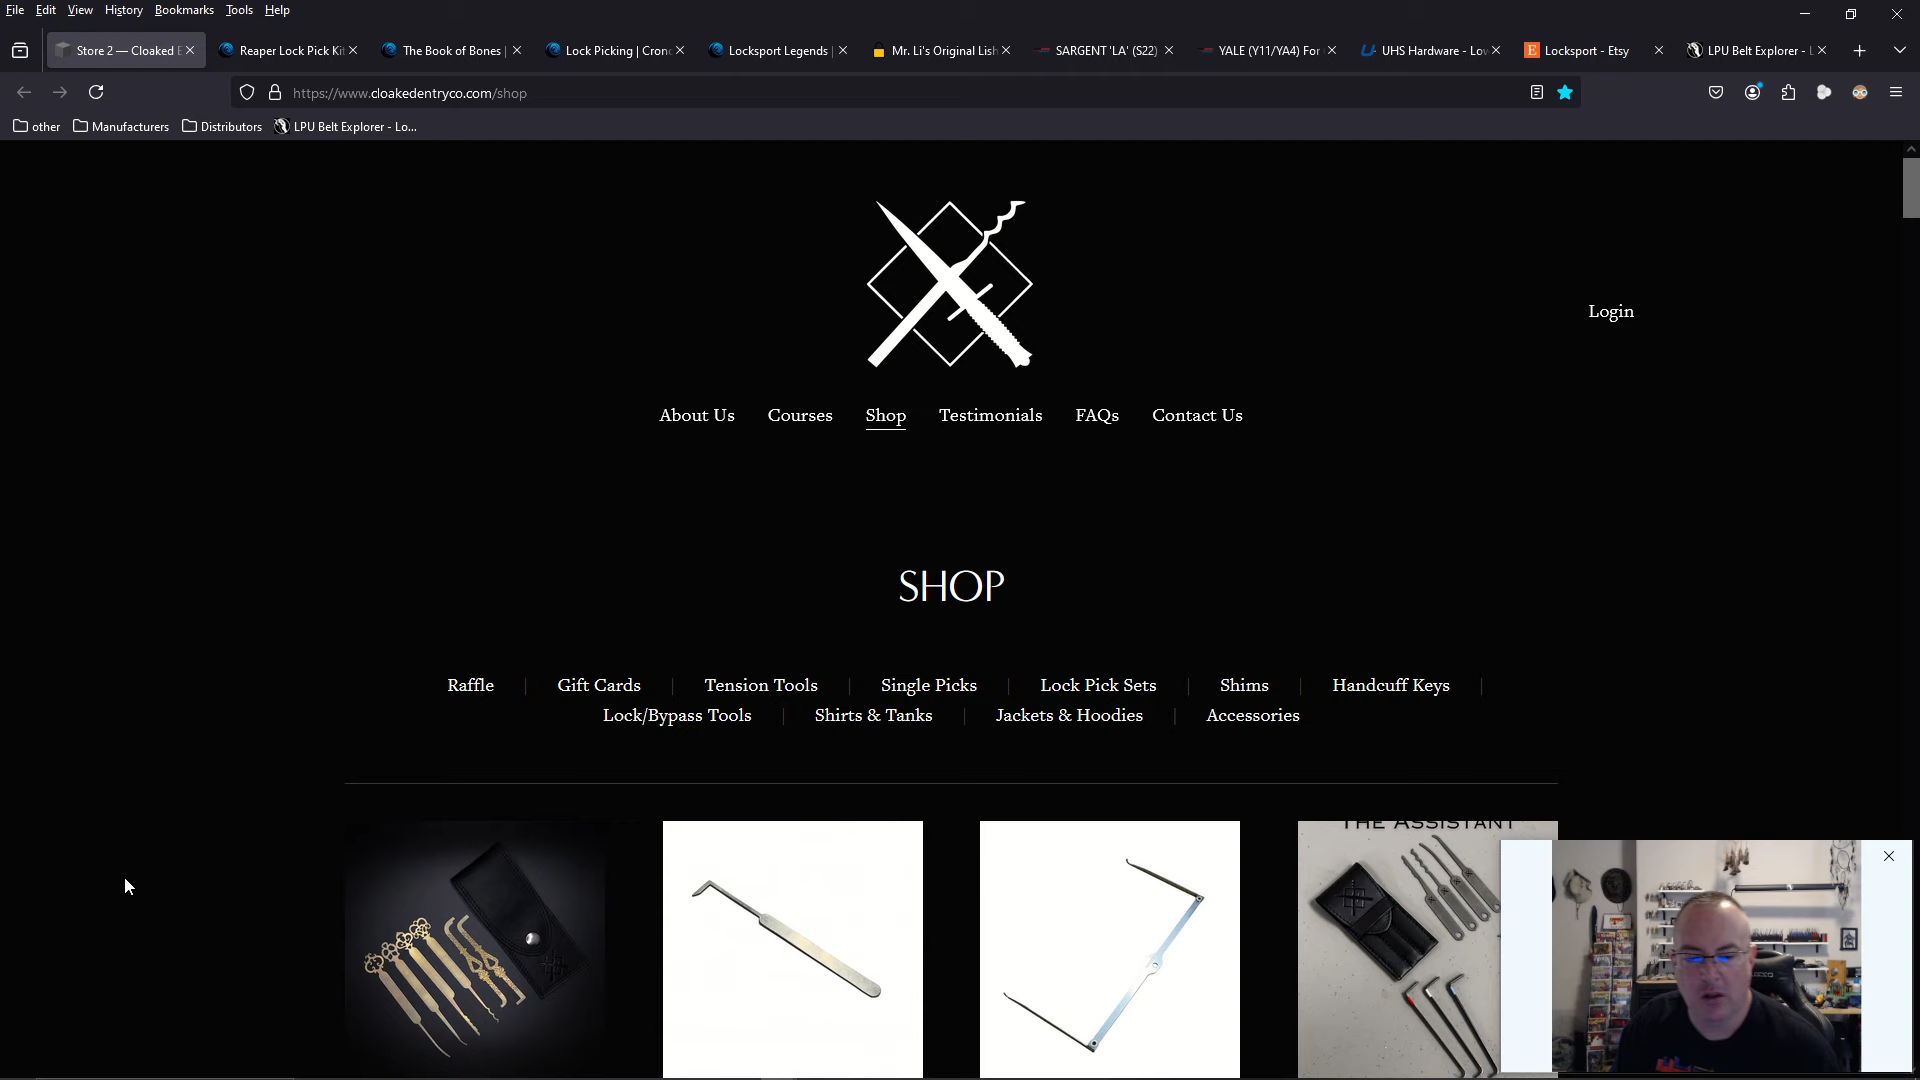 File Edit View History Bookmarks Tools Help
Store 2 — Cloaked E
Reaper Lock Pick Kit
The Book of Bones |
Lock Picking | Cron
Locksport Legends |
Mr. Li's Original Lish
SARGENT 'LA' (S22)
YALE (Y11/YA4) For
UHS Hardware - Lov
Locksport - Etsy
LPU Belt Explorer - L
https://www.cloakedentryco.com/shop
other
Manufacturers
Distributors
LPU Belt Explorer - Lo...
Login
About Us Courses Shop Testimonials FAQs Contact Us
SHOP
Raffle | Gift Cards | Tension Tools | Single Picks | Lock Pick Sets | Shims | Handcuff Keys |
Lock/Bypass Tools | Shirts & Tanks | Jackets & Hoodies | Accessories
THE ASSISTANT